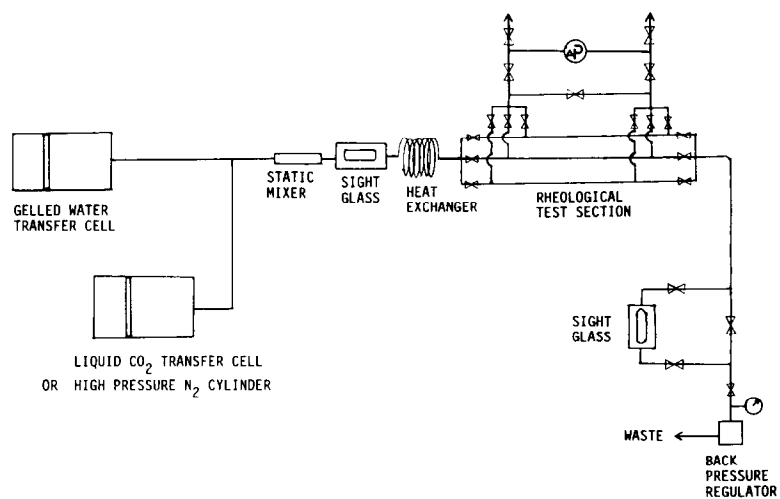 ΔP
GELLED WATER
TRANSFER CELL
STATIC
MIXER
SIGHT
GLASS
HEAT
EXCHANGER
RHEOLOGICAL
TEST SECTION
LIQUID CO₂ TRANSFER CELL
OR HIGH PRESSURE N₂ CYLINDER
SIGHT
GLASS
WASTE
BACK
PRESSURE
REGULATOR